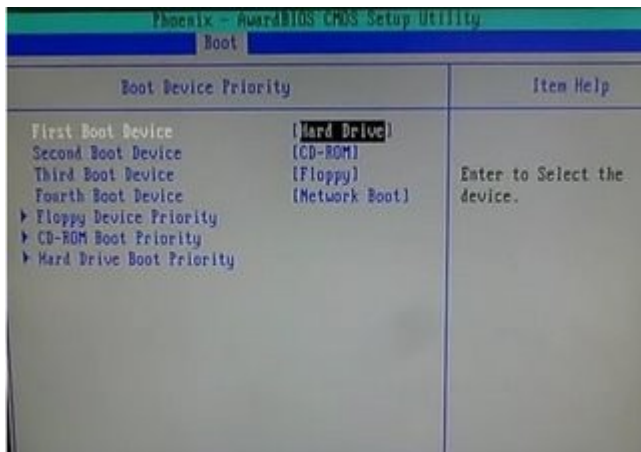 Phoenix - AwardBIOS CMOS Setup Utility
Boot
Boot Device Priority
Item Help
First Boot Device [Hard Drive]
Second Boot Device [CD-ROM]
Third Boot Device [Floppy]
Fourth Boot Device [Network Boot]
Floppy Device Priority
CD-ROM Boot Priority
Hard Drive Boot Priority
Enter to Select the
device.